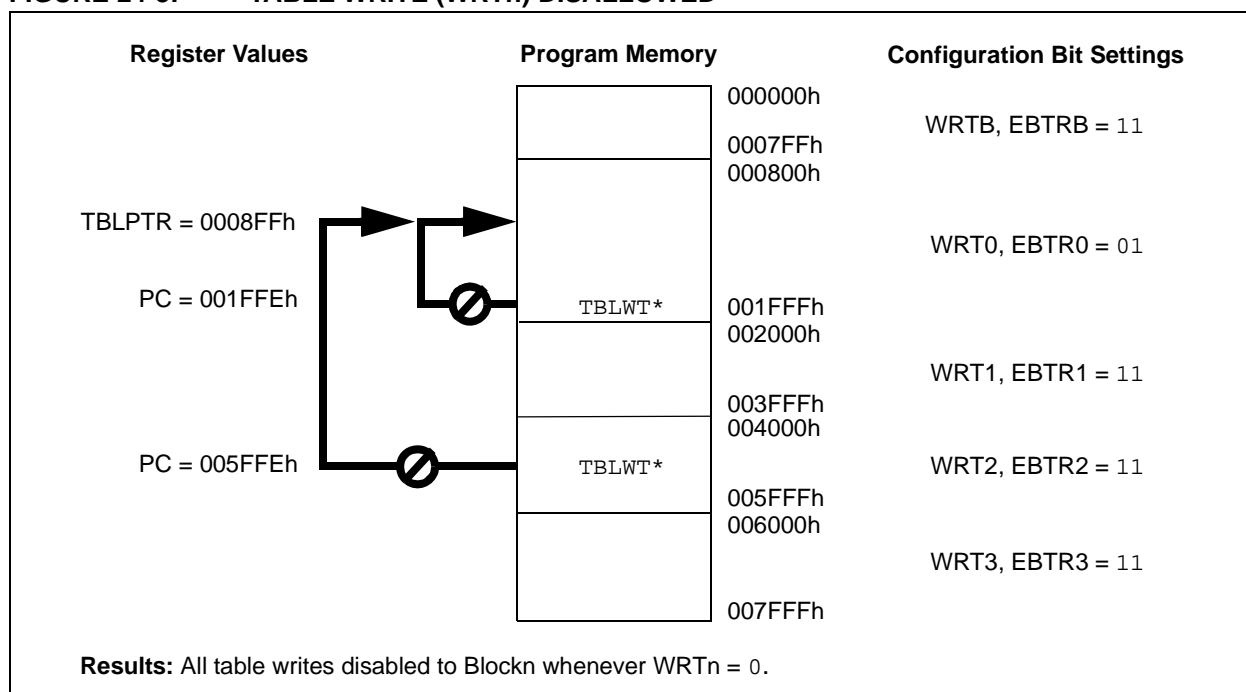 FIGURE 24-3: TABLE WRITE (WRTn) DISALLOWED
Register Values Program Memory Configuration Bit Settings
000000h
WRTB, EBTRB = 11
0007FFh
000800h
TBLPTR = 0008FFh
WRT0, EBTR0 = 01
PC = 001FFEh TBLWT* 001FFFh
002000h
WRT1, EBTR1 = 11
003FFFh
004000h
PC = 005FFEh TBLWT* WRT2, EBTR2 = 11
005FFFh
006000h
WRT3, EBTR3 = 11
007FFFh
Results: All table writes disabled to Blockn whenever WRTn = 0.